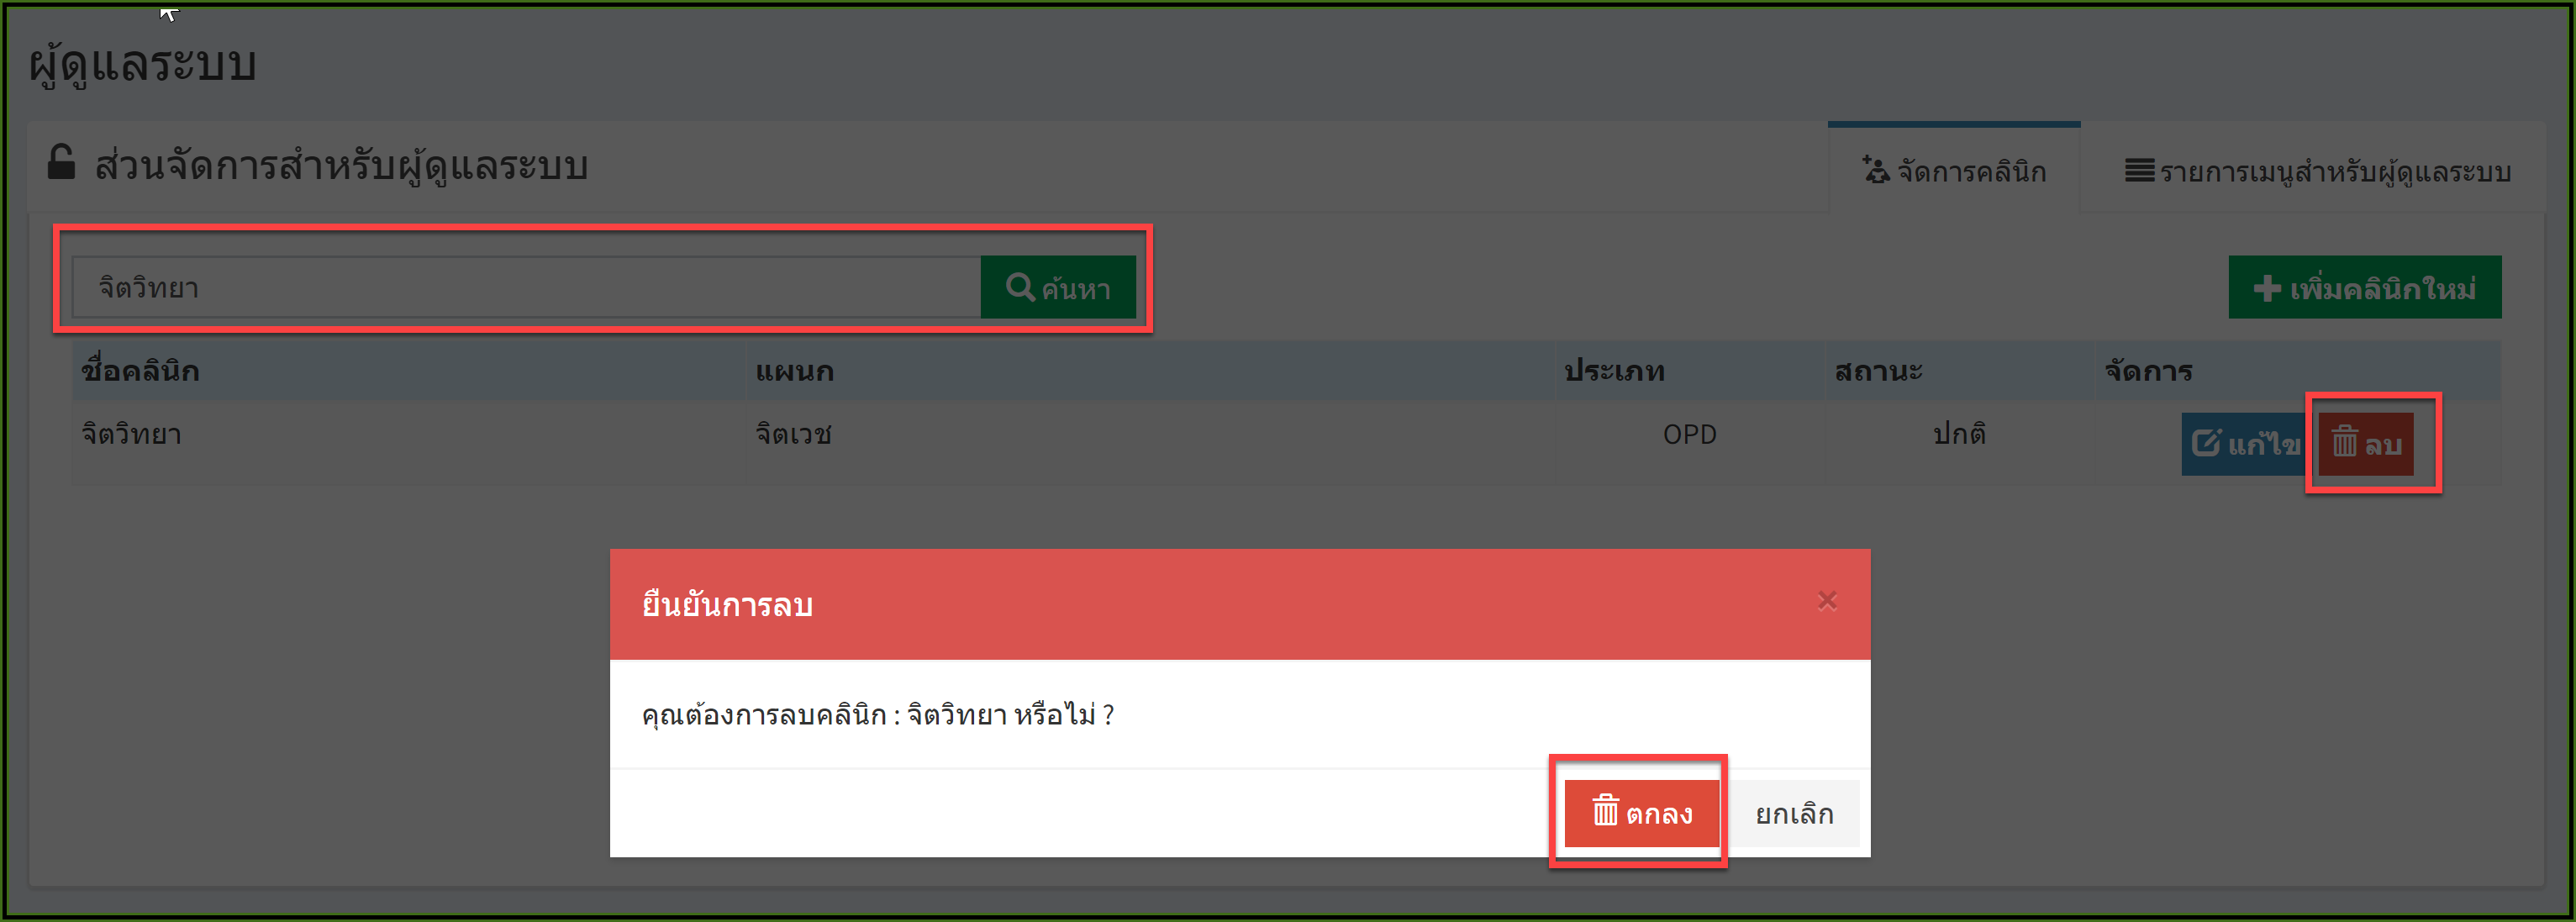 ผู้ดูแลระบบ
ส่วนจัดการสำหรับผู้ดูแลระบบ
จัดการคลินิก
รายการเมนูสำหรับผู้ดูแลระบบ
จิตวิทยา
ค้นหา
เพิ่มคลินิกใหม่
ชื่อคลินิก แผนก ประเภท สถานะ จัดการ
จิตวิทยา จิตเวช OPD ปกติ แก้ไข ลบ
ยืนยันการลบ
คุณต้องการลบคลินิก : จิตวิทยา หรือไม่ ?
ตกลง ยกเลิก